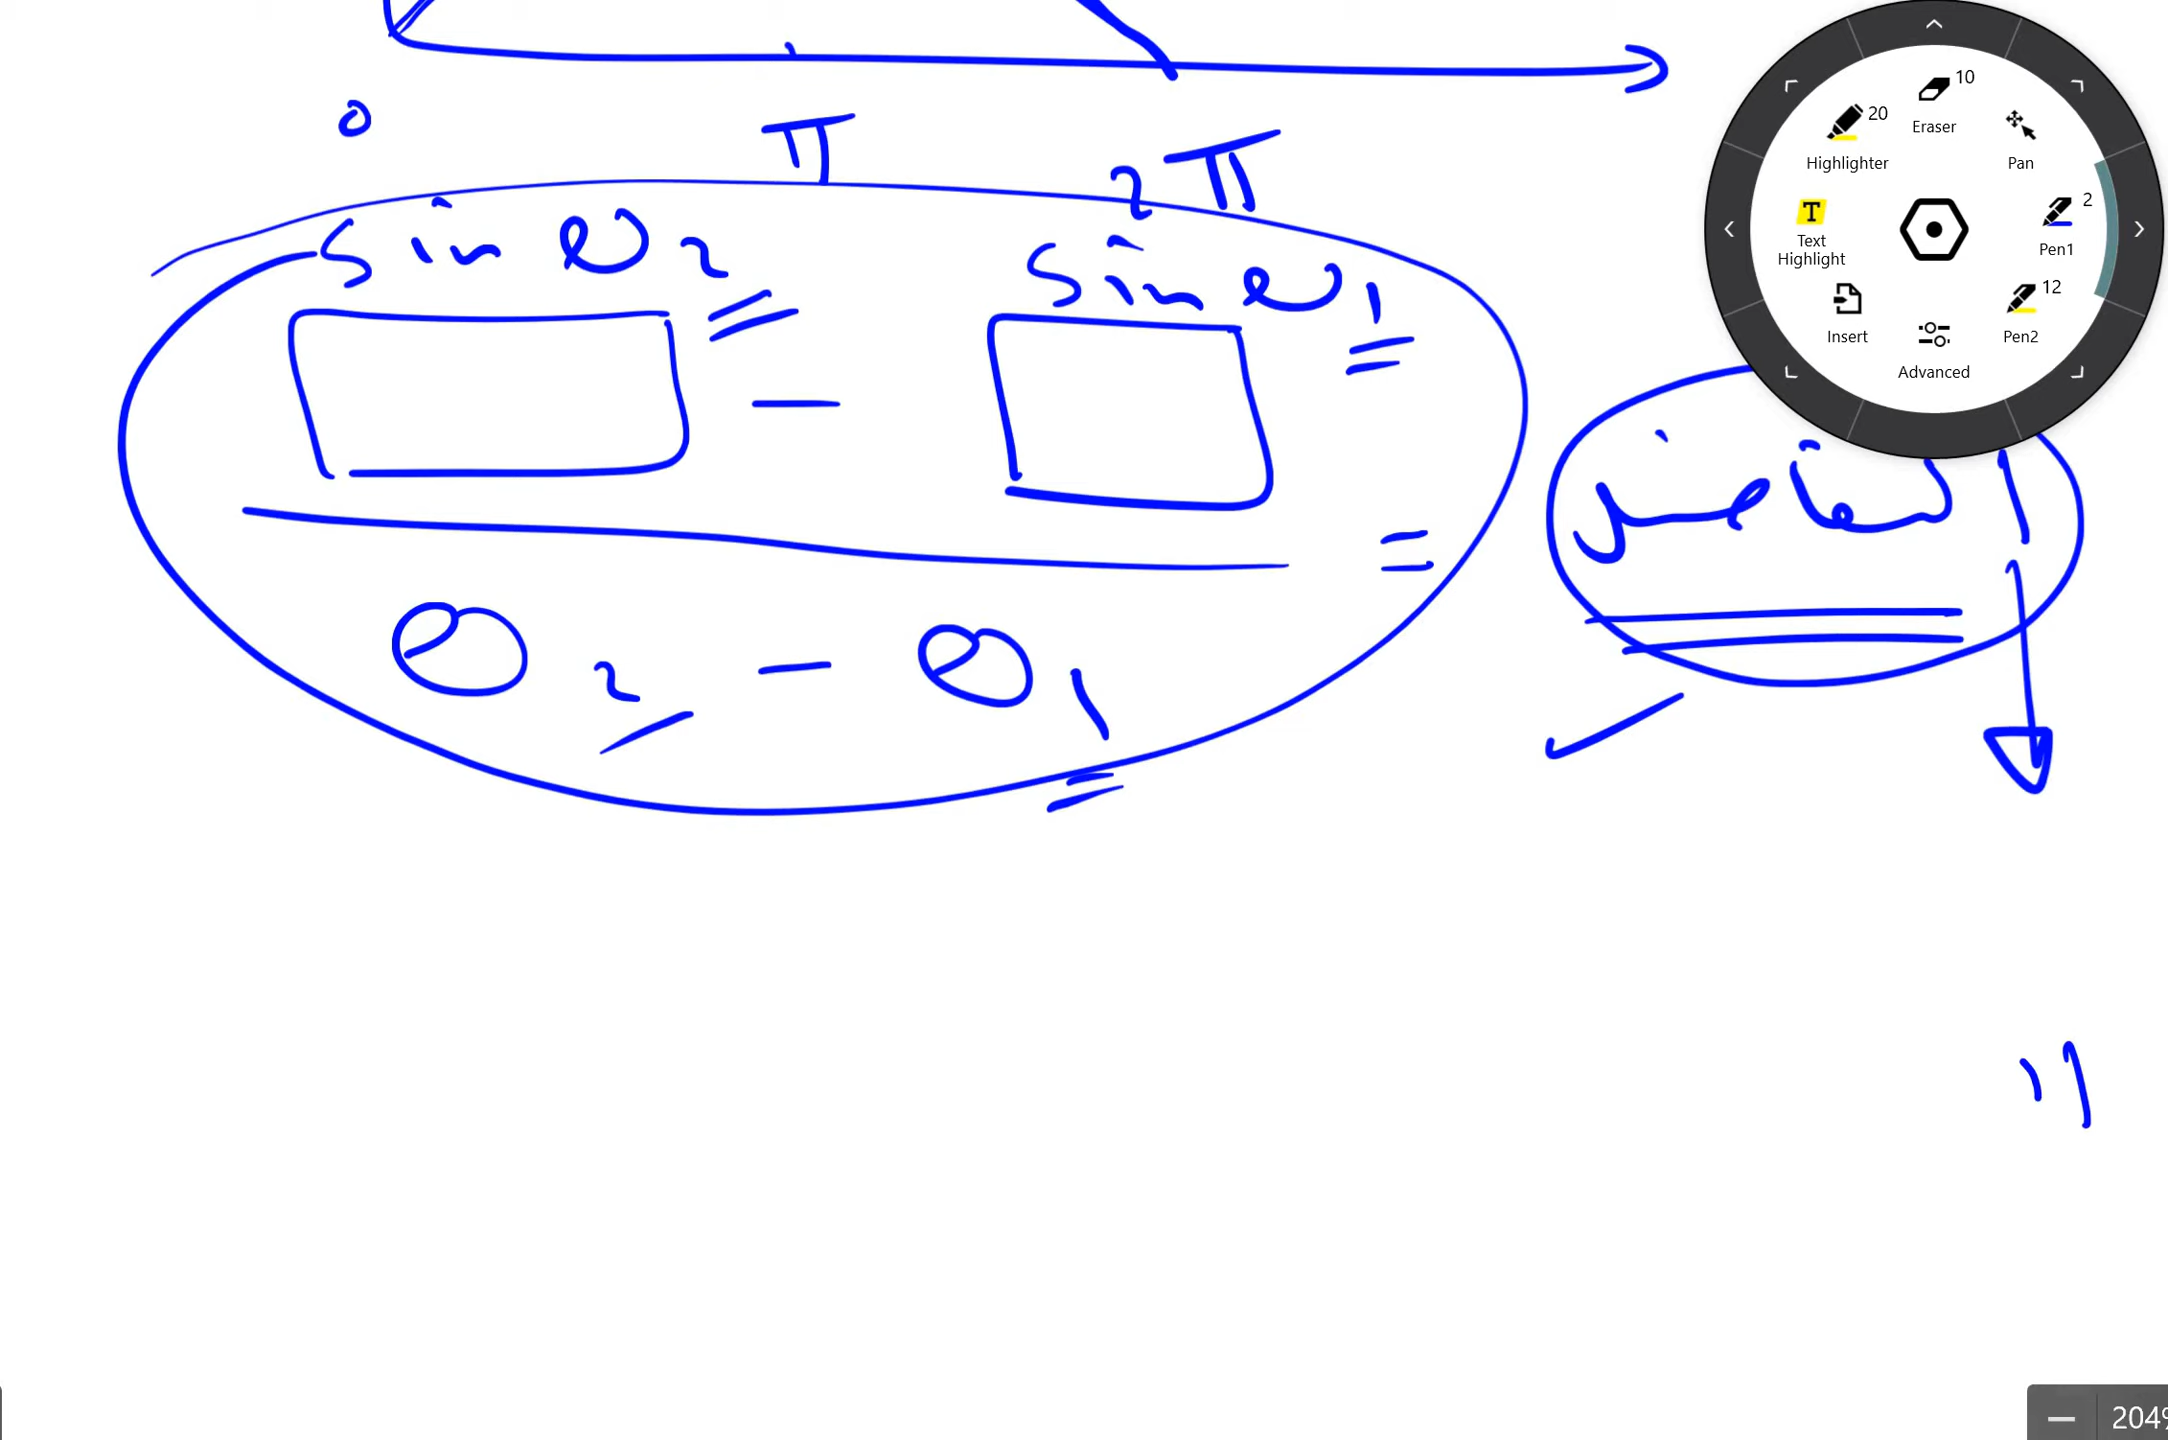 0 π 2π
sin θ2 sin θ1
—
=
θ2 — θ1
10
Eraser
20
Highlighter
Pan
Text
Highlight
2
Pen1
Insert
12
Pen2
Advanced
— 204%